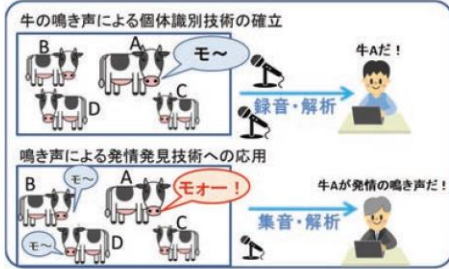 牛の鳴き声による個体識別技術の確立
B
A
モ～
D
C
録音・解析
牛Aだ！
鳴き声による発情発見技術への応用
B
モ～
A
モォー！
モ～
D
C
集音・解析
牛Aが発情の鳴き声だ！